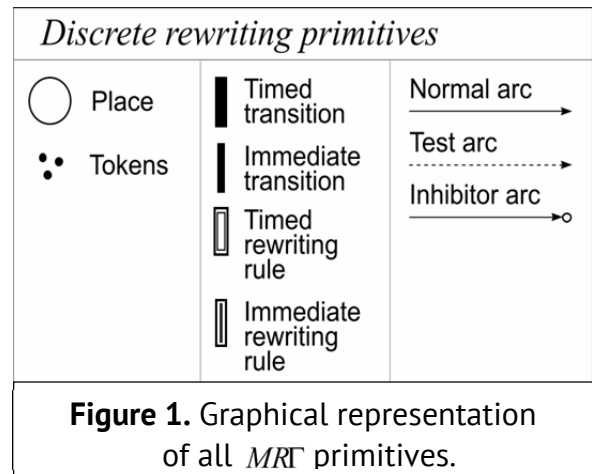 Discrete rewriting primitives
Place
Tokens
Timed
transition
Immediate
transition
Timed
rewriting
rule
Immediate
rewriting
rule
Normal arc
Test arc
Inhibitor arc
Figure 1. Graphical representation
of all MRΓ primitives.